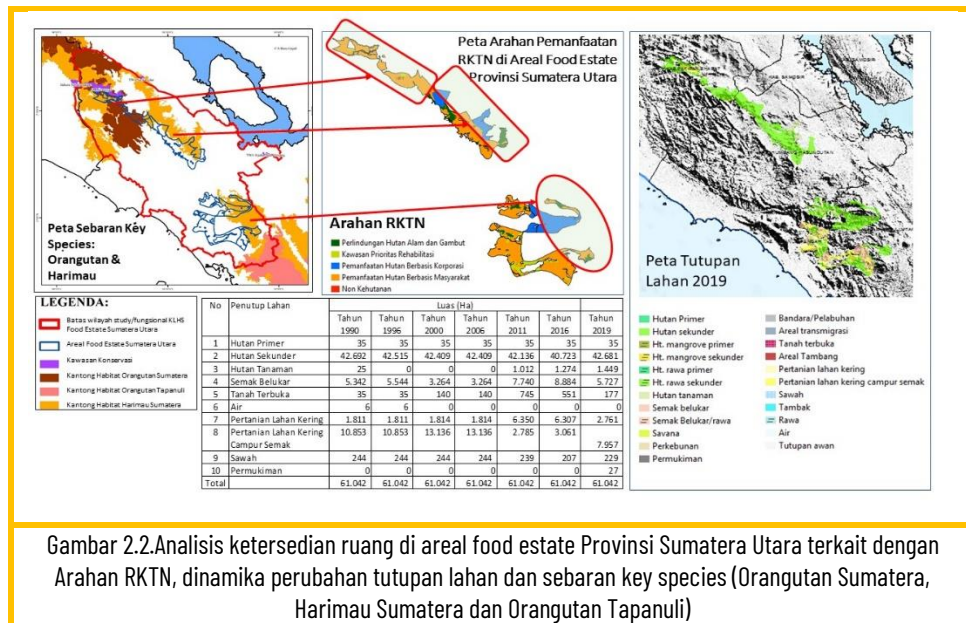 Peta Sebaran Key
Species:
Orangutan &
Harimau
Peta Arahan Pemanfaatan
RKTN di Areal Food Estate
Provinsi Sumatera Utara
Arahan RKTN
Perlindungan Hutan Alam dan Gambut
Kawasan Prioritas Rehabilitasi
Pemanfaatan Hutan Berbasis Korporasi
Pemanfaatan Hutan Berbasis Masyarakat
Non Kehutanan
Peta Tutupan
Lahan 2019
LEGENDA:
Batas wilayah study/fungsional KLHS
Food Estate Sumatera Utara
Areal Food Estate Sumatera Utara
Kawasan Konservasi
Kantong Habitat Orangutan Sumatera
Kantong Habitat Orangutan Tapanuli
Kantong Habitat Harimau Sumatera
No Penutup Lahan Luas (Ha)
Tahun 1990 Tahun 1996 Tahun 2000 Tahun 2006 Tahun 2011 Tahun 2016 Tahun 2019
1 Hutan Primer 35 35 35 35 35 35 35
2 Hutan Sekunder 42.692 42.515 42.409 42.409 42.136 40.723 42.681
3 Hutan Tanaman 25 0 0 0 1.012 1.274 1.449
4 Semak Belukar 5.342 5.544 3.264 3.264 7.740 8.884 5.727
5 Tanah Terbuka 35 35 140 140 745 551 177
6 Air 6 6 0 0 0 0 0
7 Pertanian Lahan Kering 1.811 1.811 1.814 1.814 6.350 6.307 2.761
8 Pertanian Lahan Kering 10.853 10.853 13.136 13.136 2.785 3.061
Campur Semak 7.957
9 Sawah 244 244 244 244 239 207 229
10 Permukiman 0 0 0 0 0 0 27
Total 61.042 61.042 61.042 61.042 61.042 61.042 61.042
Hutan Primer
Hutan sekunder
Ht. mangrove primer
Ht. mangrove sekunder
Ht. rawa primer
Ht. rawa sekunder
Hutan tanaman
Semak belukar
Semak Belukar/rawa
Savana
Perkebunan
Permukiman
Bandara/Pelabuhan
Areal transmigrasi
Tanah terbuka
Areal Tambang
Pertanian lahan kering
Pertanian lahan kering campur semak
Sawah
Tambak
Rawa
Air
Tutupan awan
Gambar 2.2.Analisis ketersedian ruang di areal food estate Provinsi Sumatera Utara terkait dengan
Arahan RKTN, dinamika perubahan tutupan lahan dan sebaran key species (Orangutan Sumatera,
Harimau Sumatera dan Orangutan Tapanuli)